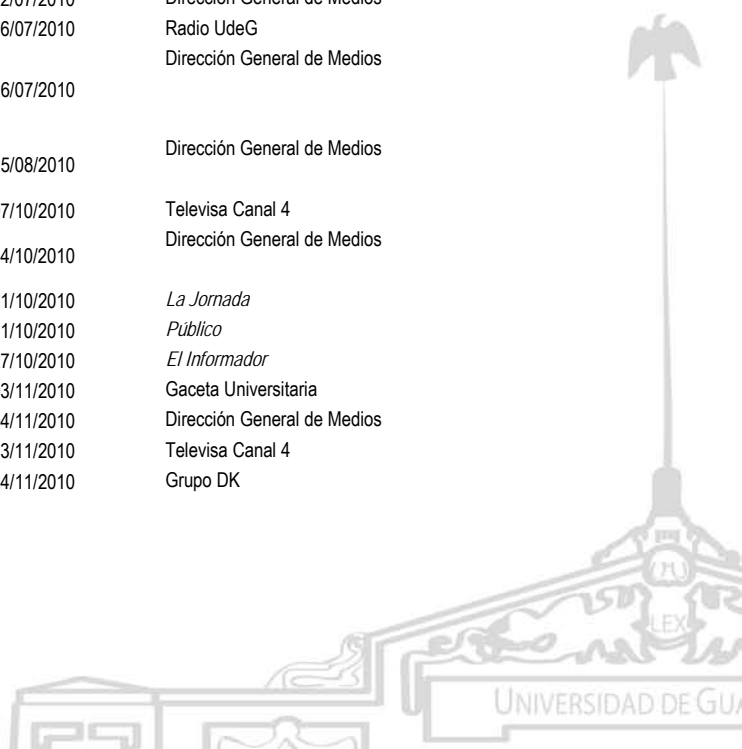 2/07/2010 Dirección General de Medios
6/07/2010 Radio UdeG
Dirección General de Medios
6/07/2010
Dirección General de Medios
5/08/2010
7/10/2010 Televisa Canal 4
Dirección General de Medios
4/10/2010
1/10/2010 La Jornada
1/10/2010 Público
7/10/2010 El Informador
3/11/2010 Gaceta Universitaria
4/11/2010 Dirección General de Medios
3/11/2010 Televisa Canal 4
4/11/2010 Grupo DK
LEX
UNIVERSIDAD DE GUA